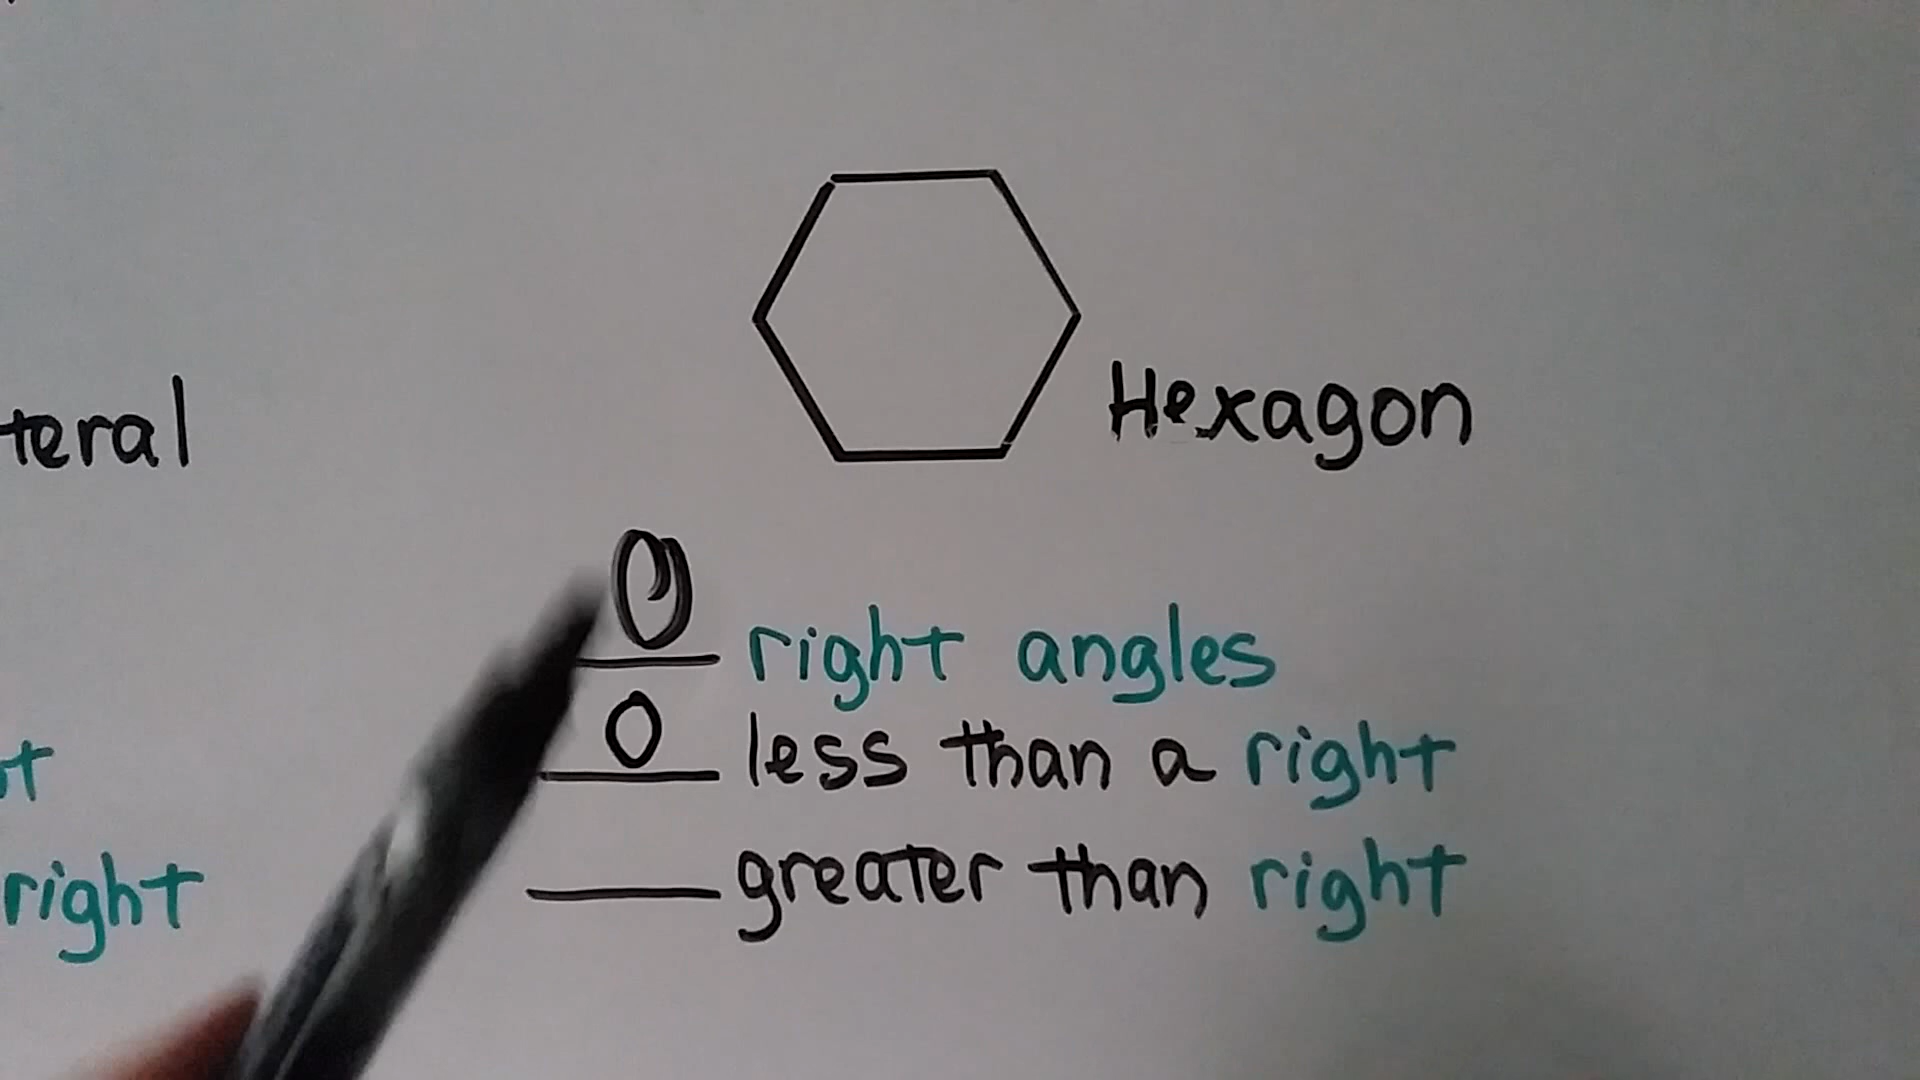 teral
Hexagon
0 right angles
0 less than a right
right
greater than right